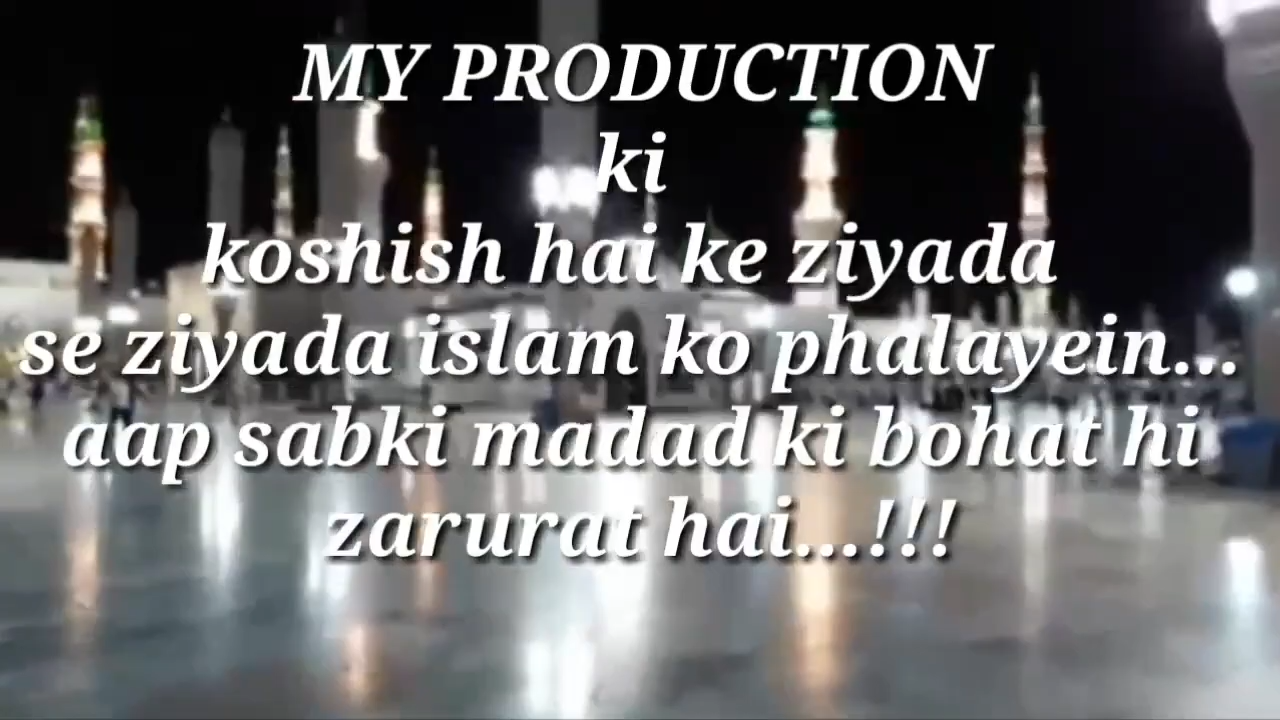 MY PRODUCTION
ki
koshish hai ke ziyada
se ziyada islam ko phalayein...
aap sabki madad ki bohat hi
zarurat hai...!!!